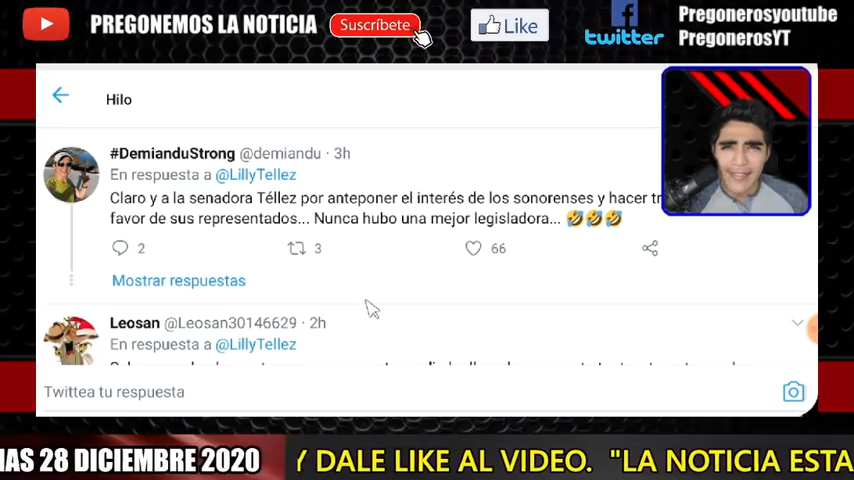 PREGONEMOS LA NOTICIA
Suscríbete
Like
twitter
Pregonerosyoutube
PregonerosYT
Hilo
#DemianduStrong @demiandu · 3h
En respuesta a @LillyTellez
Claro y a la senadora Téllez por anteponer el interés de los sonorenses y hacer tr
favor de sus representados... Nunca hubo una mejor legisladora... 🤣🤣🤣
2
3
66
Mostrar respuestas
Leosan @Leosan30146629 · 2h
En respuesta a @LillyTellez
Twittea tu respuesta
IAS 28 DICIEMBRE 2020
Y DALE LIKE AL VIDEO. "LA NOTICIA ESTA